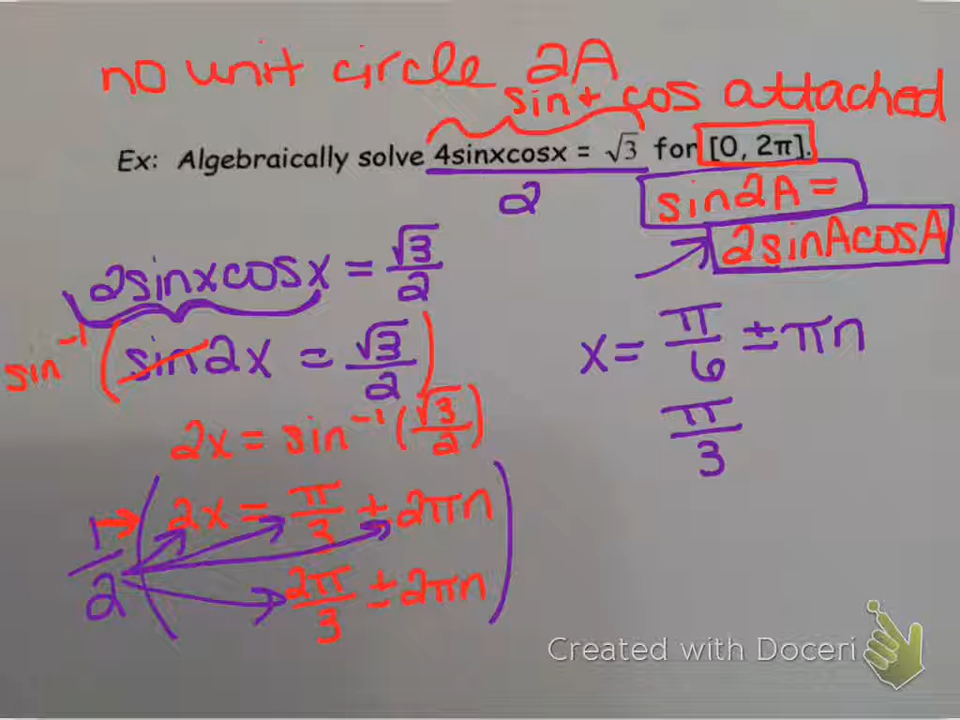 no unit circle 2A
sin + cos attached
Ex: Algebraically solve 4sinxcosx = √3 for [0, 2π].
2
sin2A =
2sinAcosA
2sinxcosx = √3/2
sin⁻¹(sin2x = √3/2)
2x = sin⁻¹(√3/2)
1/2 (2x = π/3 ± 2πn
2π/3 ± 2πn)
x = π/6 ± πn
π/3
Created with Doceri